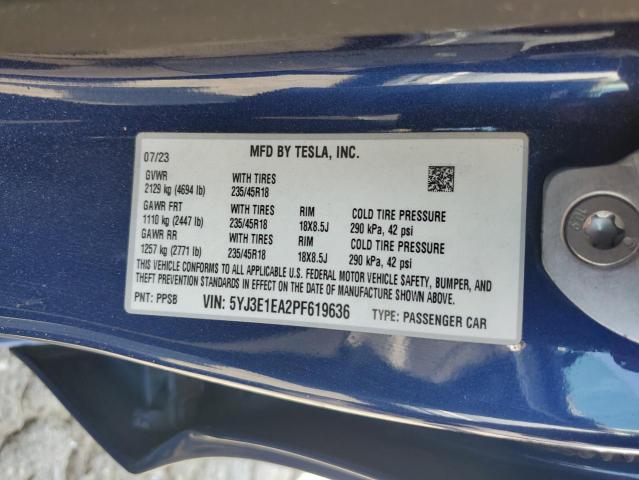 07/23 MFD BY TESLA, INC.
GVWR WITH TIRES
2129 kg (4694 lb) 235/45R18
GAWR FRT WITH TIRES RIM COLD TIRE PRESSURE
1110 kg (2447 lb) 235/45R18 18X8.5J 290 kPa, 42 psi
GAWR RR WITH TIRES RIM COLD TIRE PRESSURE
1257 kg (2771 lb) 235/45R18 18X8.5J 290 kPa, 42 psi
THIS VEHICLE CONFORMS TO ALL APPLICABLE U.S. FEDERAL MOTOR VEHICLE SAFETY, BUMPER, AND
THEFT PREVENTION STANDARDS IN EFFECT ON THE DATE OF MANUFACTURE SHOWN ABOVE.
PNT: PPSB VIN: 5YJ3E1EA2PF619636 TYPE: PASSENGER CAR